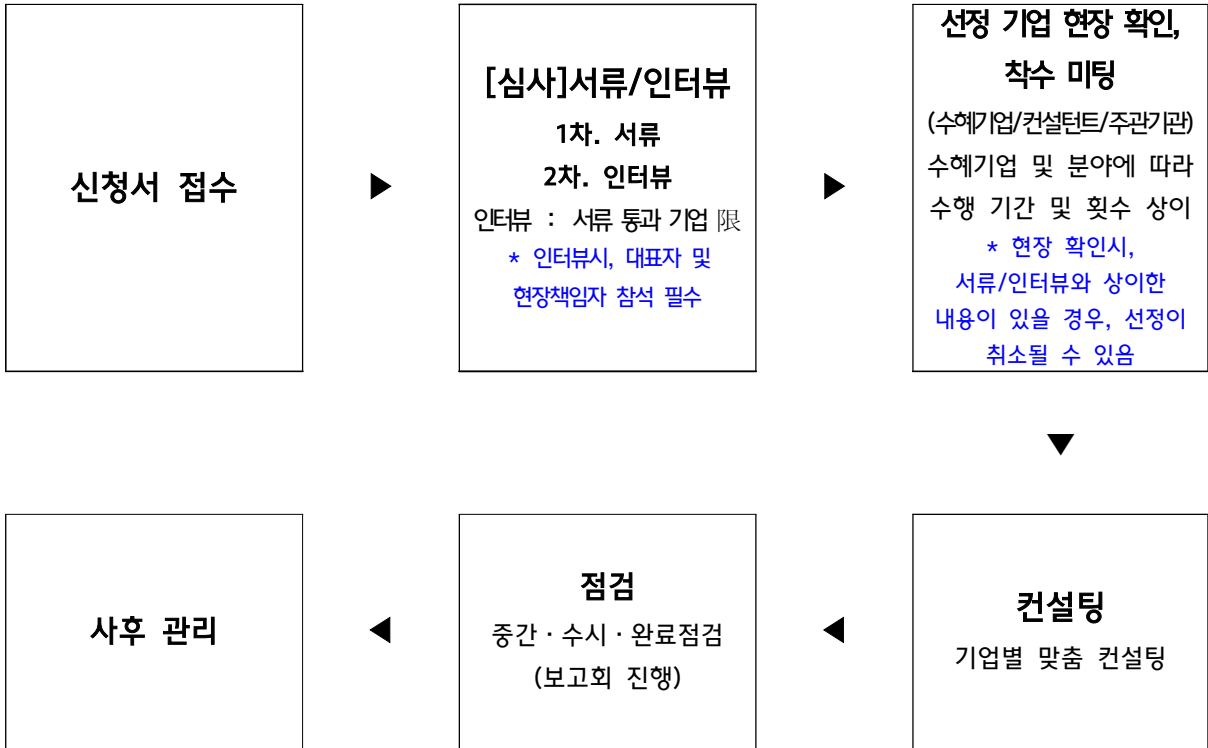 신청서 접수
▶
[심사]서류/인터뷰
1차. 서류
2차. 인터뷰
인터뷰 : 서류 통과 기업 限
* 인터뷰시, 대표자 및
현장책임자 참석 필수
▶
선정 기업 현장 확인,
착수 미팅
(수혜기업/컨설턴트/주관기관)
수혜기업 및 분야에 따라
수행 기간 및 횟수 상이
* 현장 확인시,
서류/인터뷰와 상이한
내용이 있을 경우, 선정이
취소될 수 있음
▼
컨설팅
기업별 맞춤 컨설팅
◀
점검
중간·수시·완료점검
(보고회 진행)
◀
사후 관리